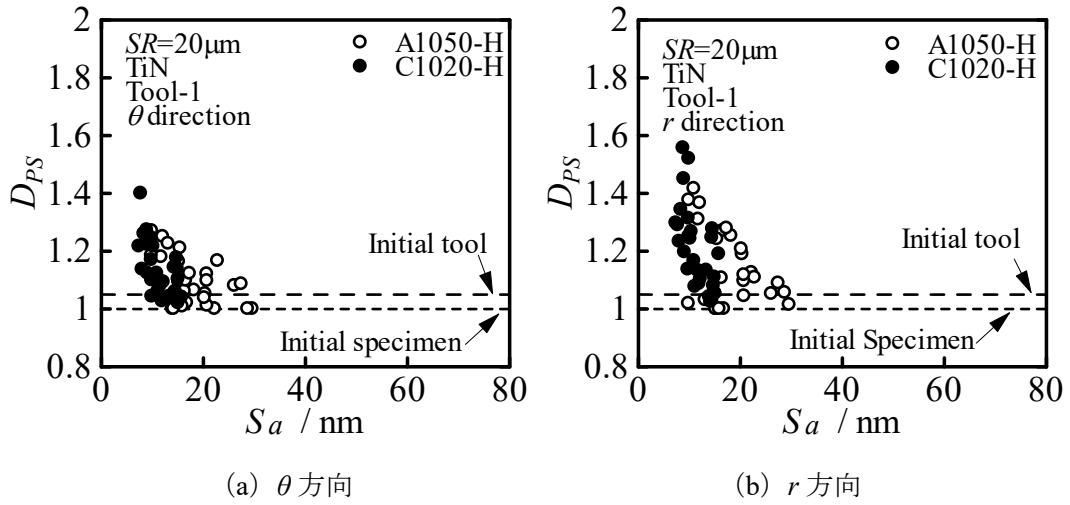 SR=20μm
TiN
Tool-1
θ direction
A1050-H
C1020-H
Initial tool
Initial specimen
2
1.8
1.6
1.4
1.2
1
0.8
D_PS
0 20 40 60 80
Sa / nm
(a) θ 方向
SR=20μm
TiN
Tool-1
r direction
A1050-H
C1020-H
Initial tool
Initial Specimen
2
1.8
1.6
1.4
1.2
1
0.8
D_PS
0 20 40 60 80
Sa / nm
(b) r 方向